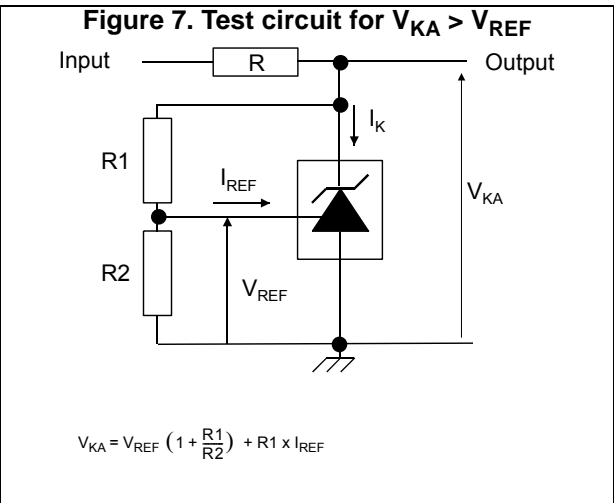 Figure 7. Test circuit for VKA > VREF
Input R Output
IK
R1
IREF
VKA
R2
VREF
VKA = VREF (1 + R1/R2) + R1 x IREF